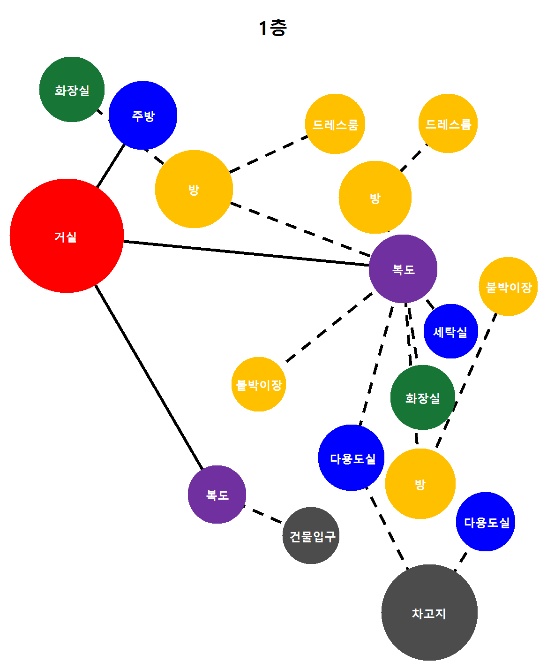 1층
화장실
주방
드레스룸
드레스룸
방
방
거실
복도
붙박이장
세탁실
붙박이장
화장실
다용도실
방
복도
다용도실
건물입구
차고지